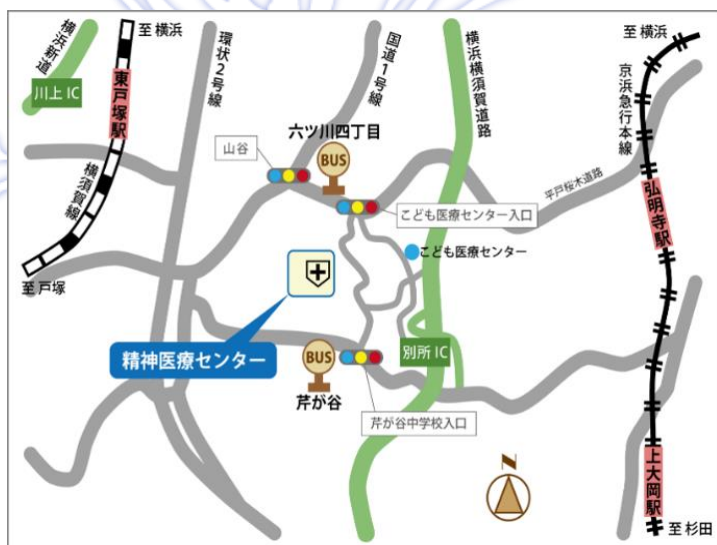 至 横浜
横浜新道
川上 IC
東戸塚駅
横須賀線
至 戸塚
環状2号線
国道1号線
六ツ川四丁目
BUS
山谷
こども医療センター入口
こども医療センター
横浜横須賀道路
至 横浜
京浜急行本線
平戸桜木道路
弘明寺駅
精神医療センター
BUS
芹が谷
芹が谷中学校入口
別所 IC
上大岡駅
至 杉田
N